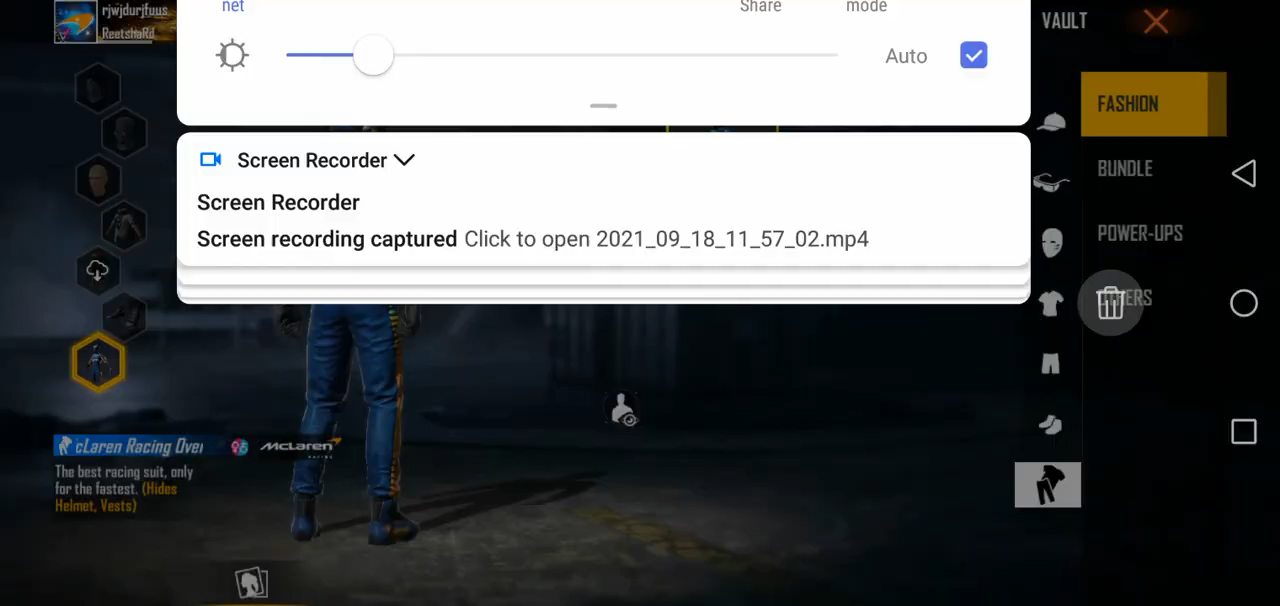 rjwjdurjfuus
ReetshaRd
net
Share
mode
Auto
Screen Recorder
Screen Recorder
Screen recording captured Click to open 2021_09_18_11_57_02.mp4
VAULT
FASHION
BUNDLE
POWER-UPS
cLaren Racing Over
McLaren
The best racing suit, only
for the fastest. (Hides
Helmet, Vests)